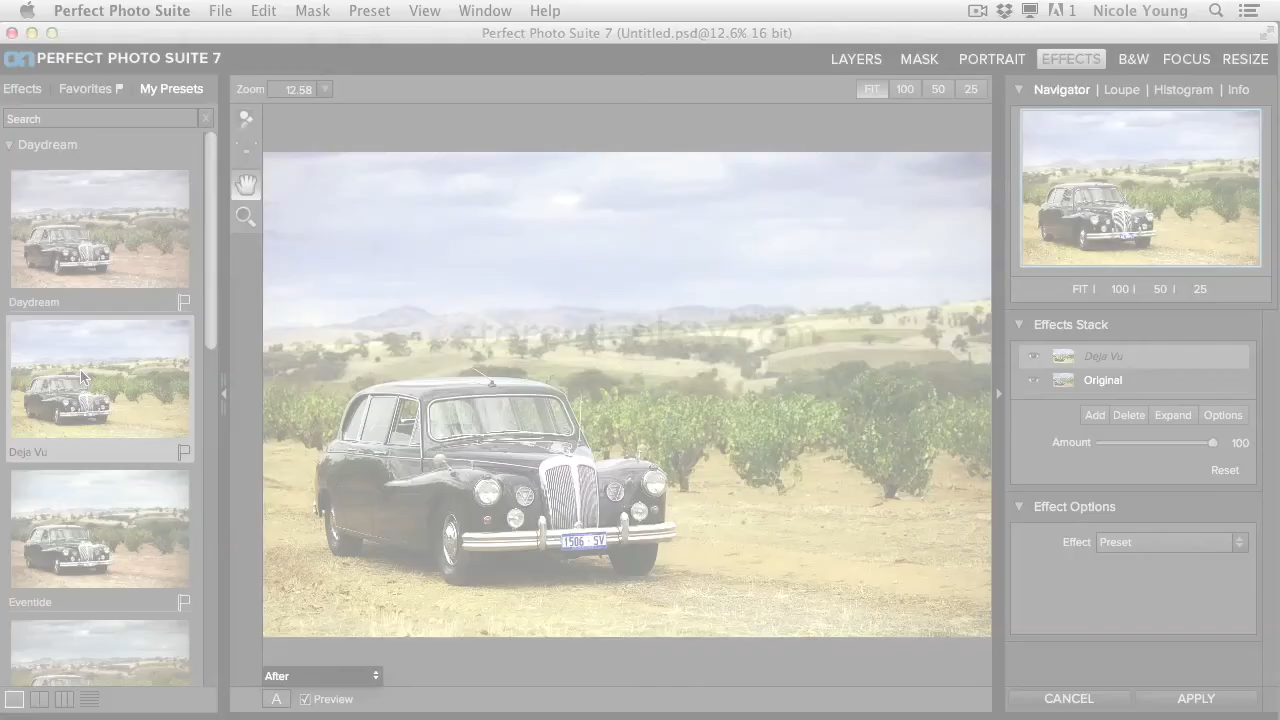 Perfect Photo Suite File Edit Mask Preset View Window Help 1 Nicole Young
Perfect Photo Suite 7 (Untitled.psd@12.6% 16 bit)
on PERFECT PHOTO SUITE 7 LAYERS MASK PORTRAIT EFFECTS B&W FOCUS RESIZE
Effects Favorites My Presets Zoom 12.58 FIT 100 50 25 Navigator | Loupe | Histogram | Info
Search x
Daydream
Daydream
FIT | 100 | 50 | 25
Effects Stack
Deja Vu
Original
Add Delete Expand Options
Amount 100
Deja Vu
Reset
Effect Options
1506 · SV
Effect Preset
Eventide
After
A Preview CANCEL APPLY